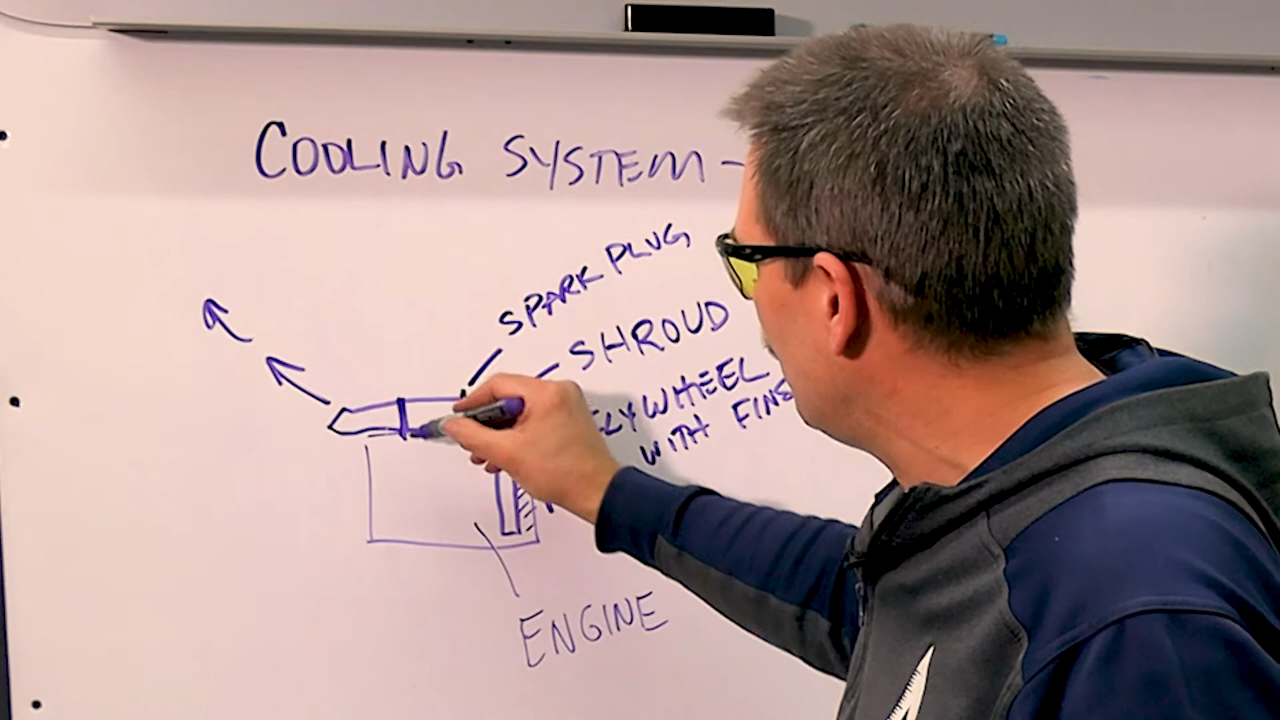 COOLING SYSTEM -
SPARK PLUG
SHROUD
FLYWHEEL
WITH FINS
ENGINE